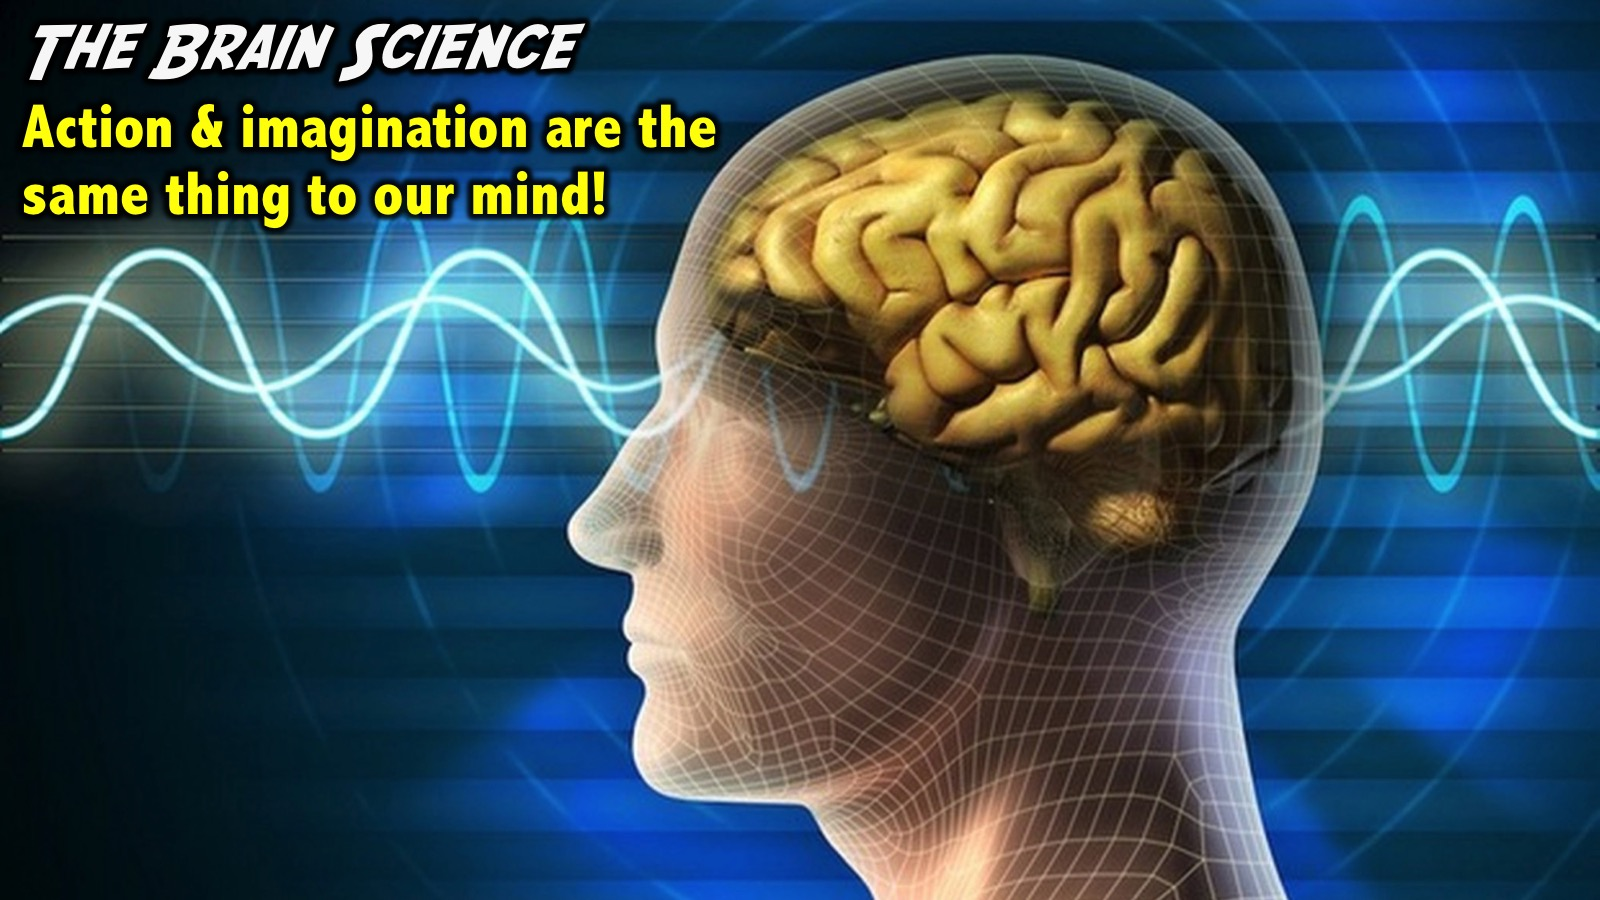 The Brain Science
Action & imagination are the
same thing to our mind!